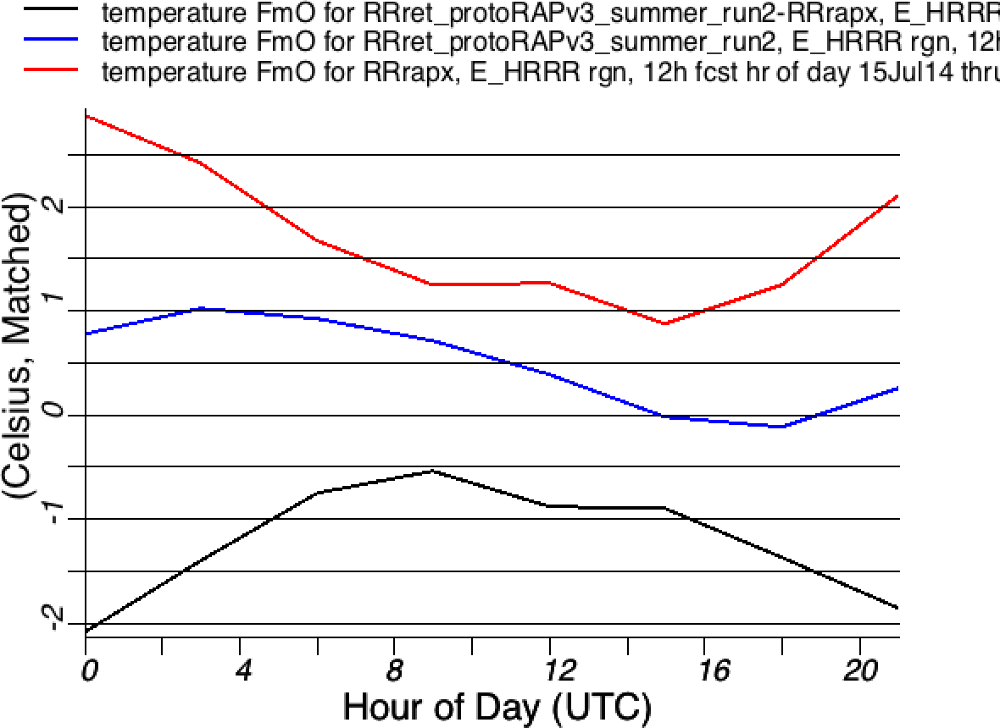 temperature FmO for RRret_protoRAPv3_summer_run2-RRrapx, E_HRRR
temperature FmO for RRret_protoRAPv3_summer_run2, E_HRRR rgn, 12h
temperature FmO for RRrapx, E_HRRR rgn, 12h fcst hr of day 15Jul14 thru
(Celsius, Matched)
2
1
0
-1
-2
0 4 8 12 16 20
Hour of Day (UTC)